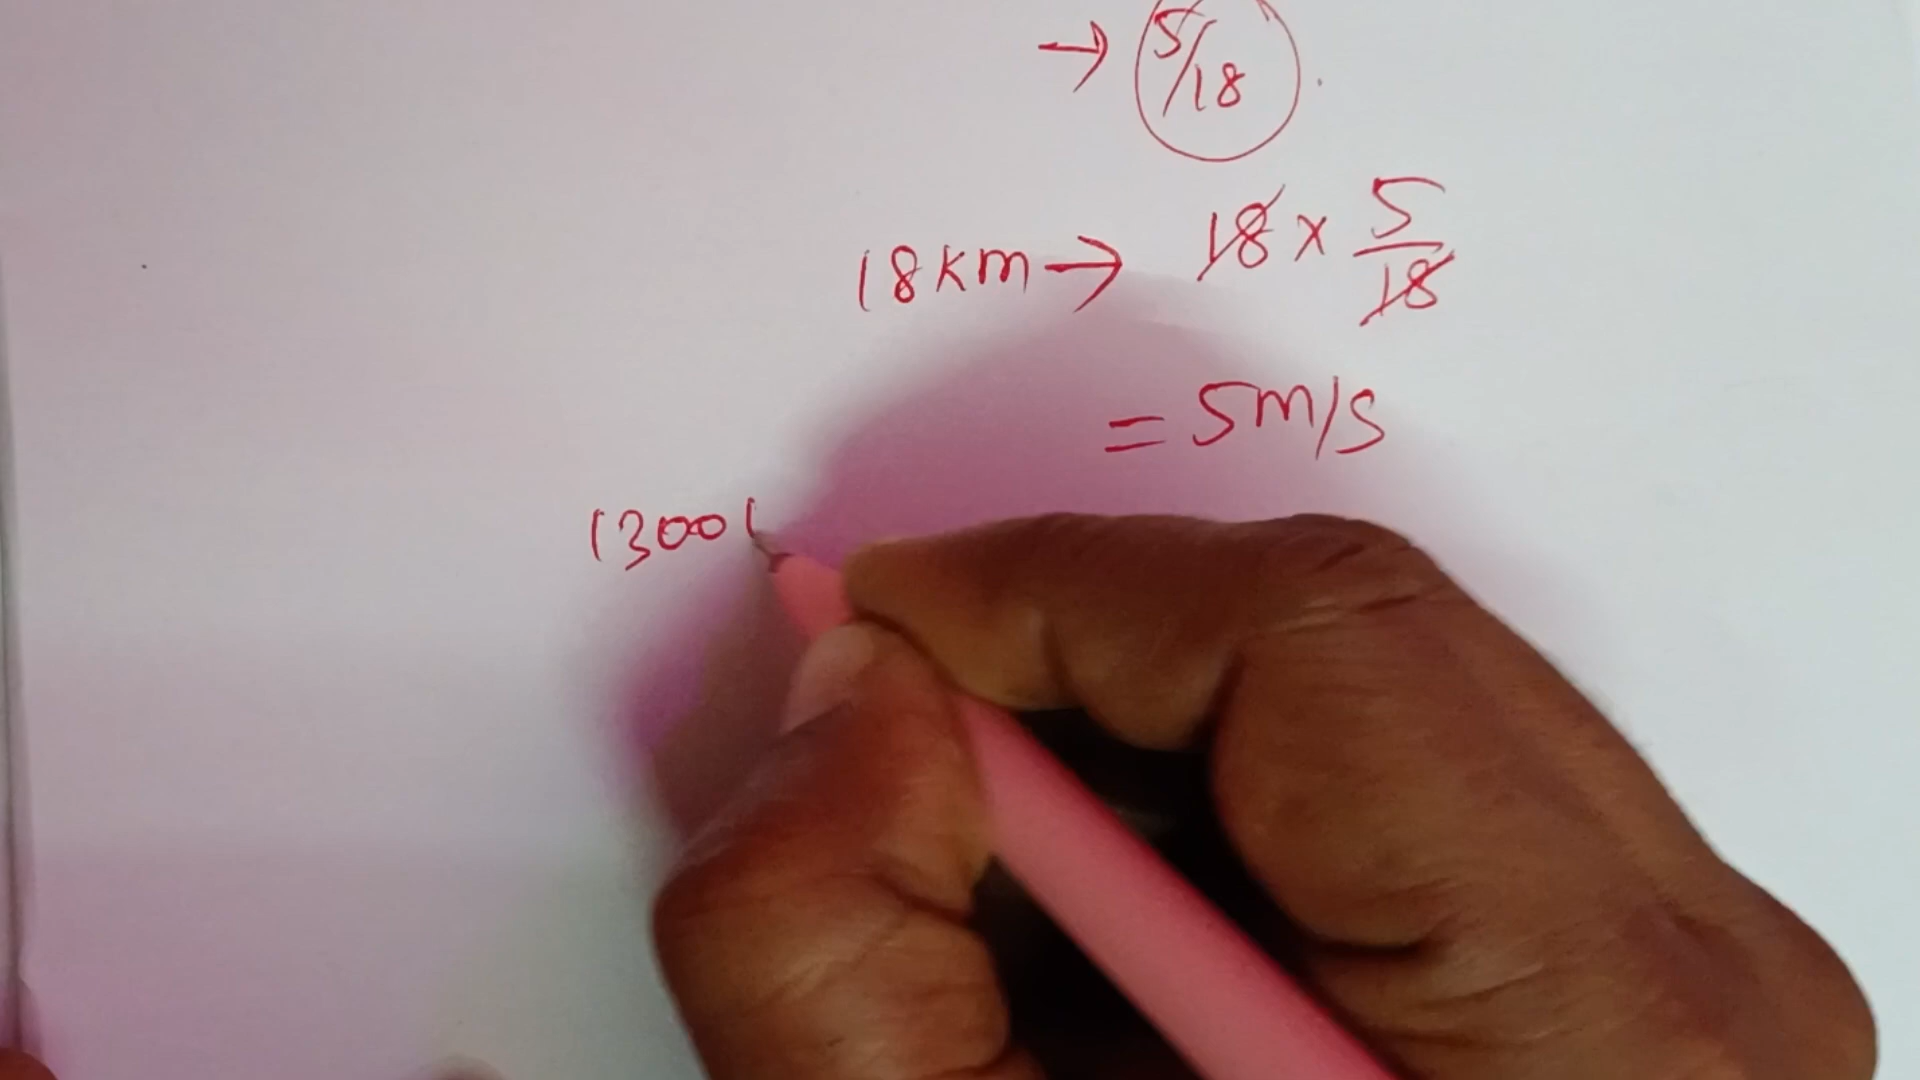 → 5/18
18km → 18 x 5/18
= 5m/s
1300